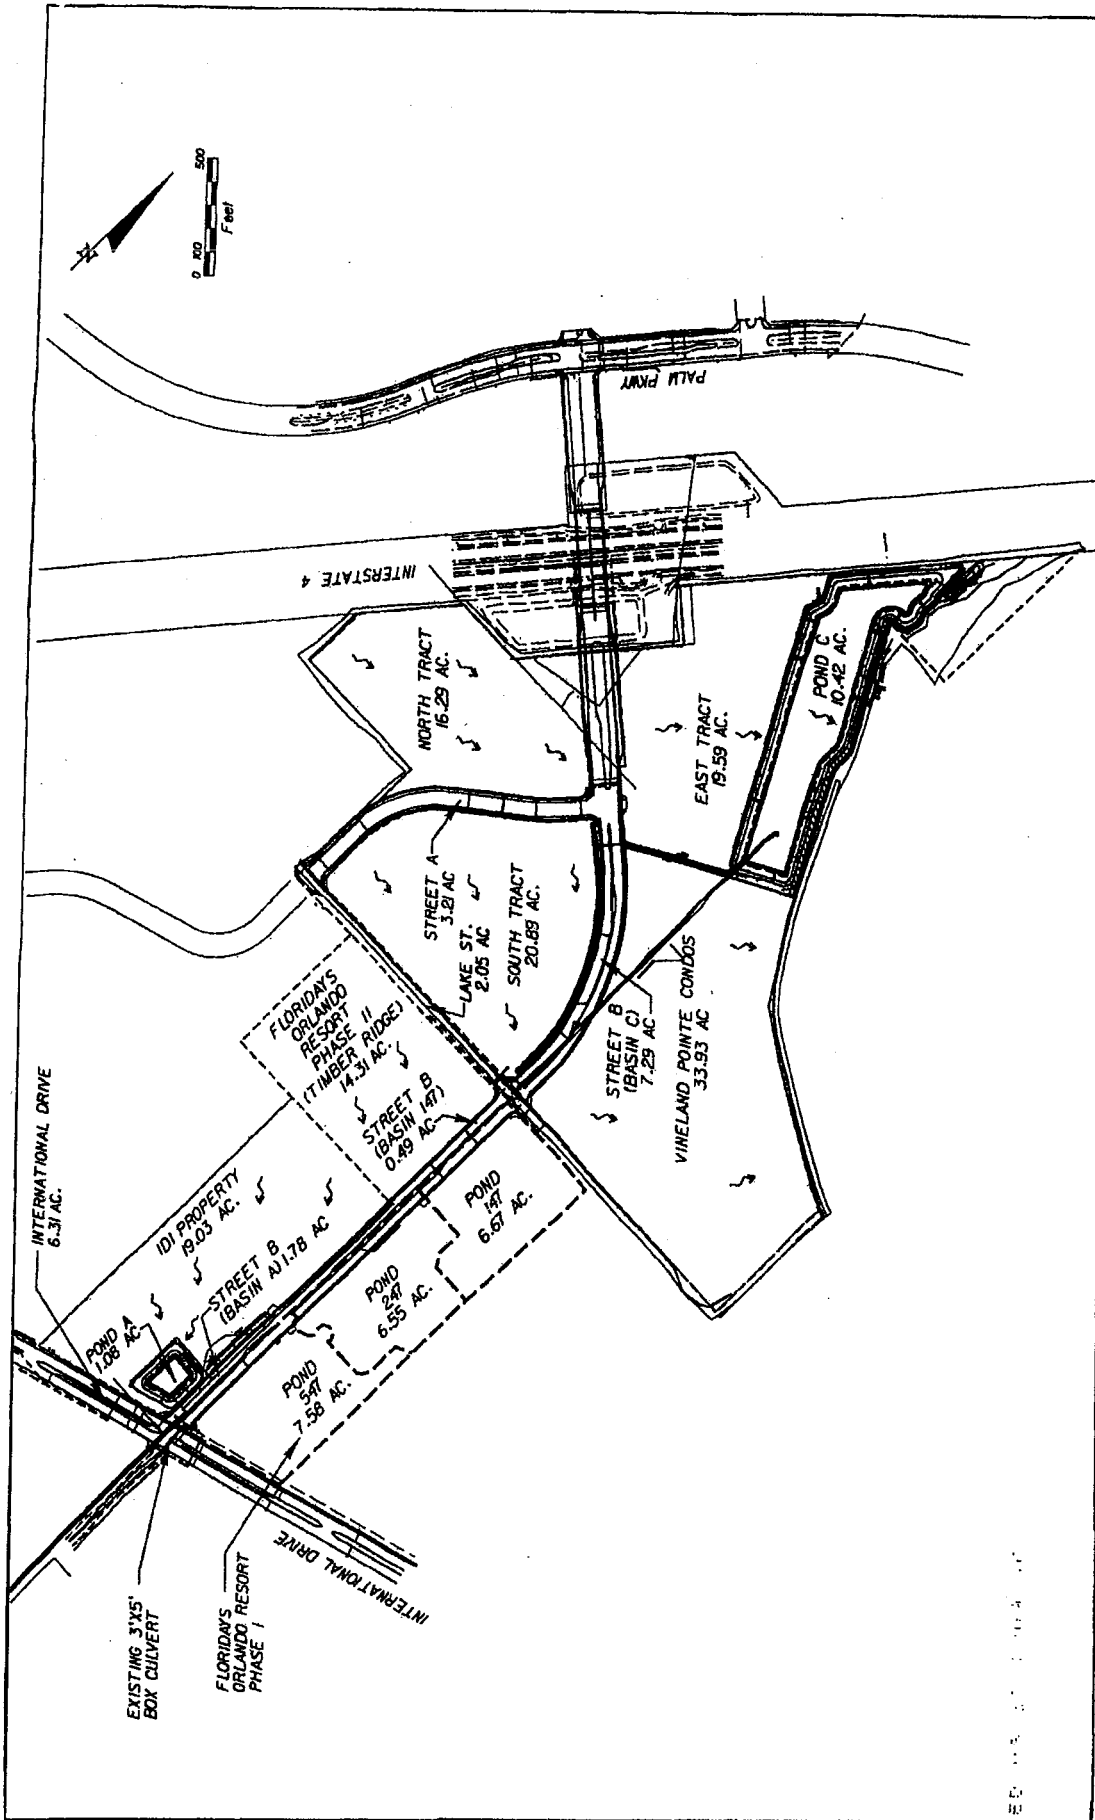 0 100 500
Feet
PALM PKWY
INTERSTATE 4
NORTH TRACT
16.29 AC.
EAST TRACT
19.59 AC.
POND C
10.42 AC.
STREET A
3.21 AC
LAKE ST.
2.05 AC
SOUTH TRACT
20.89 AC.
FLORIDAYS
ORLANDO
RESORT
PHASE II
(TIMBER RIDGE)
14.31 AC.
STREET B
(BASIN 147)
0.49 AC
STREET B
(BASIN C)
7.29 AC
VINELAND POINTE CONDOS
33.93 AC
INTERNATIONAL DRIVE
6.31 AC.
IDI PROPERTY
19.03 AC.
STREET B
(BASIN A) 1.78 AC
POND A
1.08 AC
POND
147
6.67 AC.
POND
247
6.55 AC.
POND
547
7.58 AC.
INTERNATIONAL DRIVE
EXISTING 3'X5'
BOX CULVERT
FLORIDAYS
ORLANDO RESORT
PHASE I